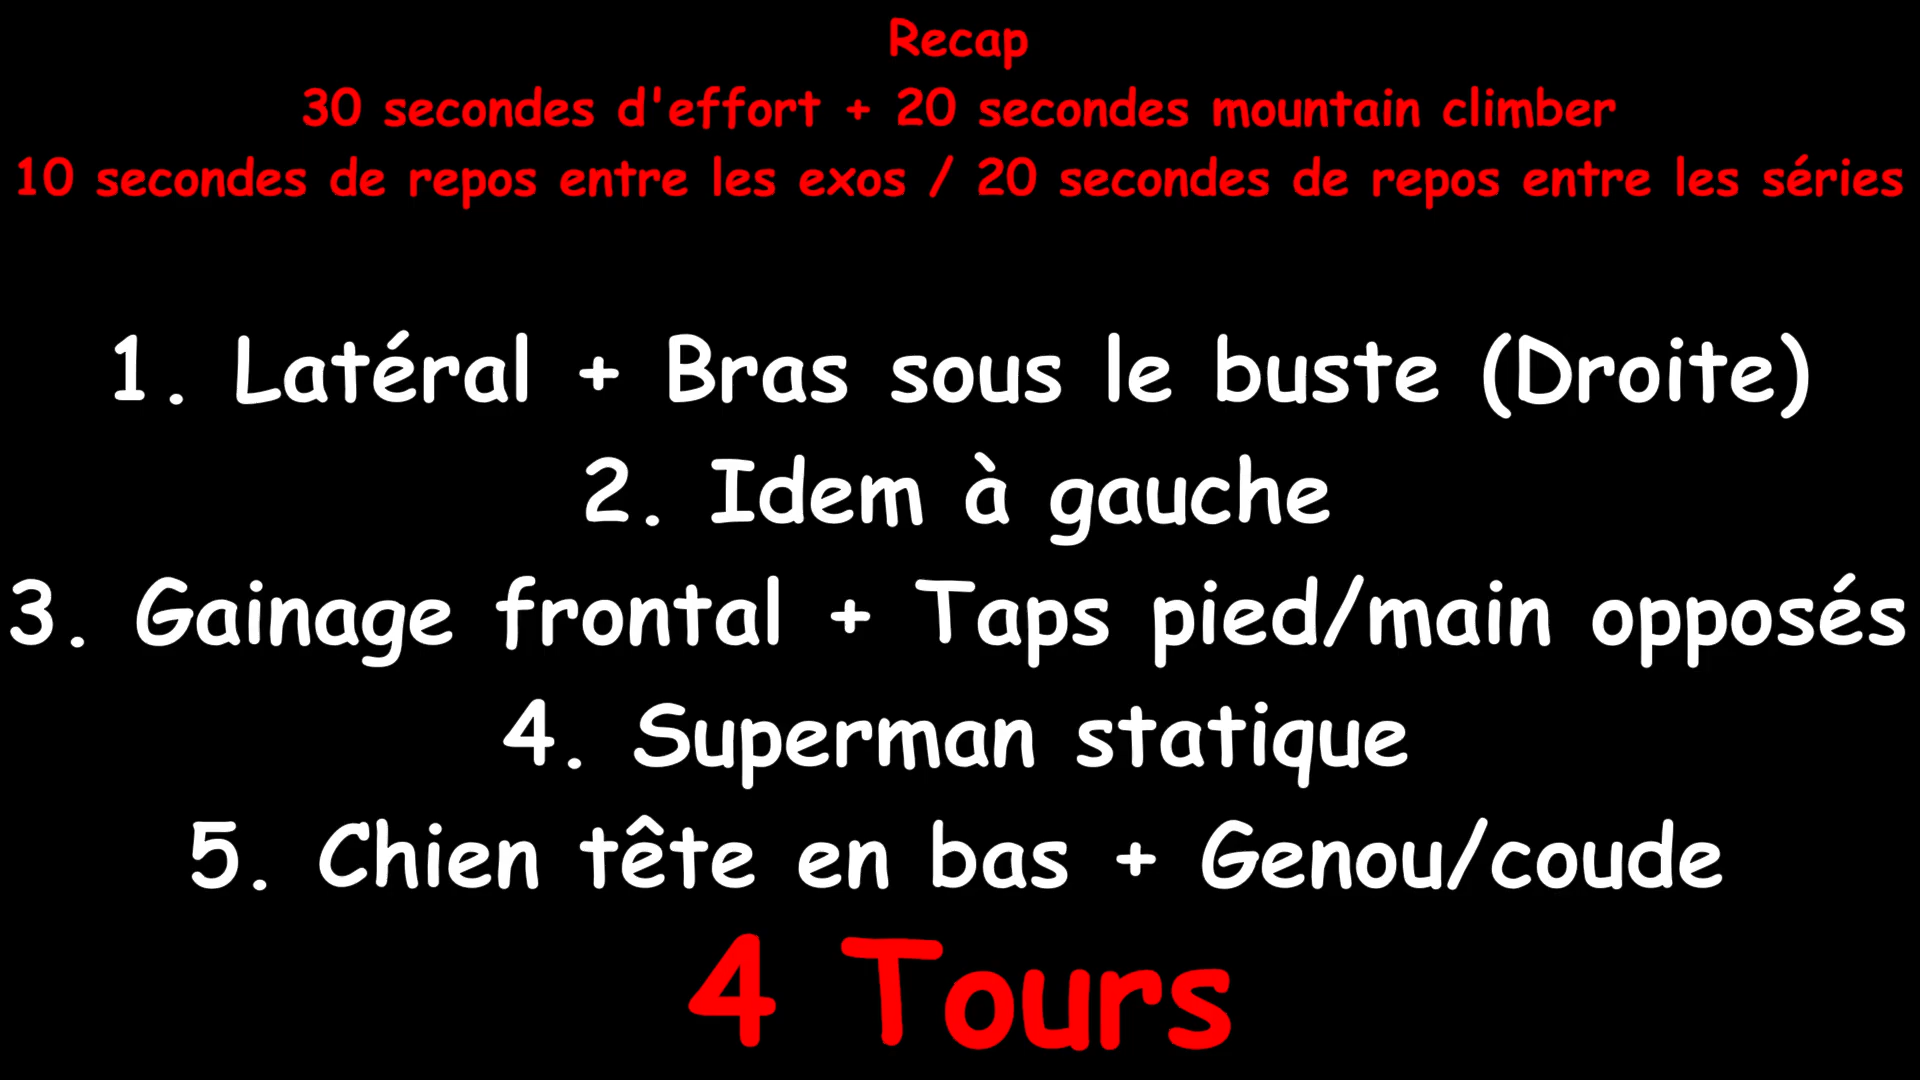 Recap
30 secondes d'effort + 20 secondes mountain climber
10 secondes de repos entre les exos / 20 secondes de repos entre les séries
1. Latéral + Bras sous le buste (Droite)
2. Idem à gauche
3. Gainage frontal + Taps pied/main opposés
4. Superman statique
5. Chien tête en bas + Genou/coude
4 Tours